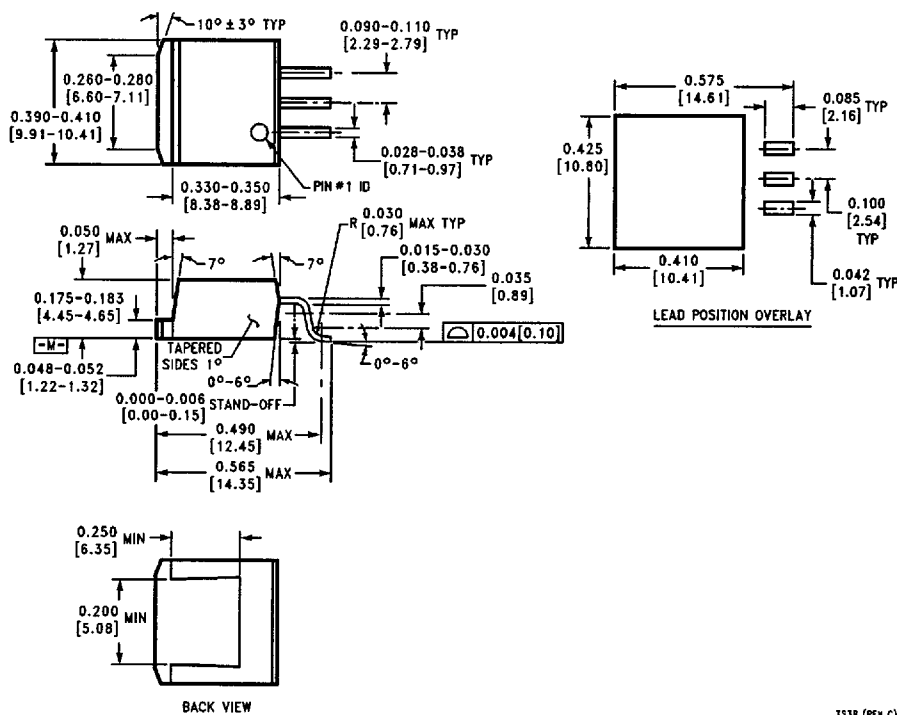 10° ± 3° TYP
0.090-0.110 TYP
[2.29-2.79]
0.260-0.280
[6.60-7.11]
0.390-0.410
[9.91-10.41]
0.028-0.038 TYP
[0.71-0.97]
PIN #1 ID
0.330-0.350
[8.38-8.89]
0.575
[14.61]
0.085 TYP
[2.16]
0.425
[10.80]
0.100
[2.54]
TYP
0.042 TYP
[1.07]
0.410
[10.41]
LEAD POSITION OVERLAY
0.050 MAX
[1.27]
7°
7°
R 0.030 MAX TYP
[0.76]
0.015-0.030
[0.38-0.76]
0.035
[0.89]
0.175-0.183
[4.45-4.65]
0.004[0.10]
-M-
TAPERED
SIDES 1°
0°-6°
0°-6°
0.048-0.052
[1.22-1.32]
0.000-0.006 STAND-OFF
[0.00-0.15]
0.490 MAX
[12.45]
0.565 MAX
[14.35]
0.250 MIN
[6.35]
0.200 MIN
[5.08]
BACK VIEW
TS3B (REV C)